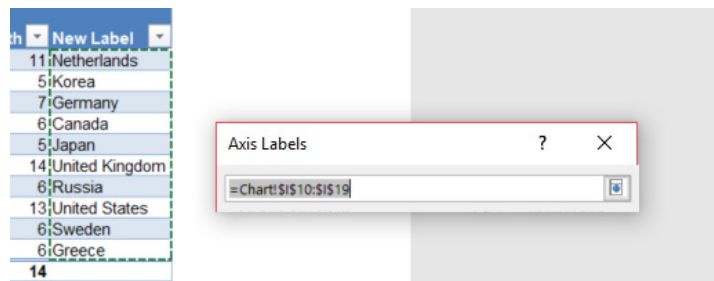 th New Label
11 Netherlands
5 Korea
7 Germany
6 Canada
5 Japan
14 United Kingdom
6 Russia
13 United States
6 Sweden
6 Greece
14
Axis Labels ?
=Chart!$I$10:$I$19